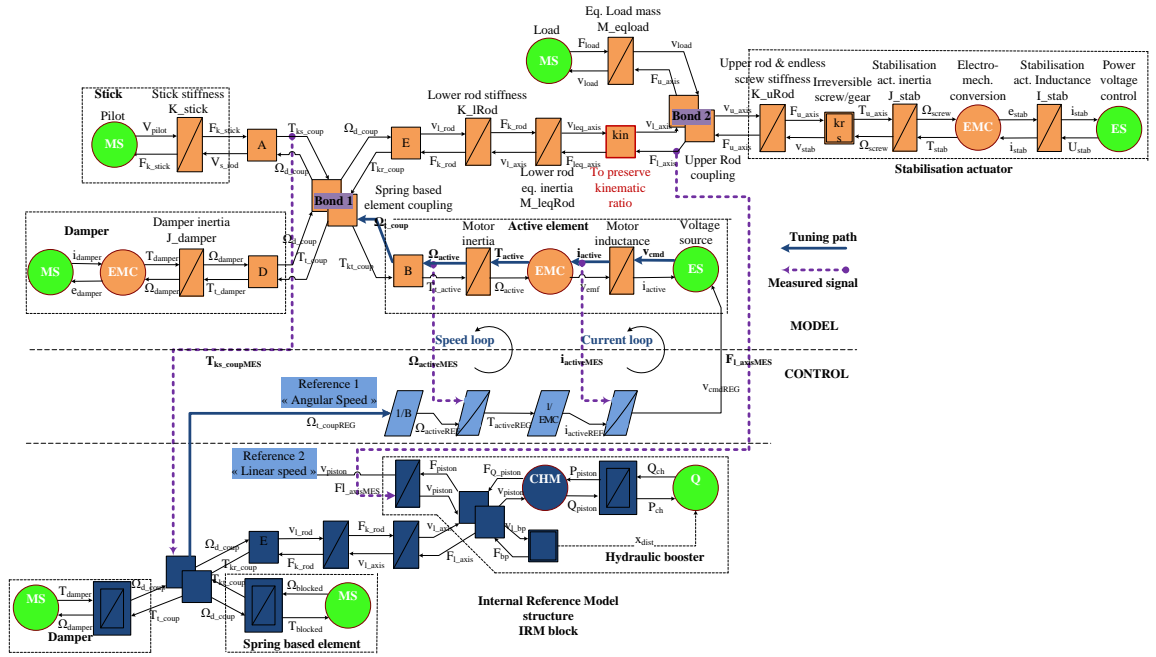 Eq. Load mass
M_eqload
Load
MS
F_load
v_load
v_load
F_u_axis
Stick
Pilot
MS
V_pilot
F_k_stick
Stick stiffness
K_stick
F_k_stick
V_s_rod
A
T_ks_coup
Ω_d_coup
Ω_d_coup
T_kr_coup
E
v_l_rod
F_k_rod
Lower rod stiffness
K_lRod
F_k_rod
v_l_axis
v_leq_axis
F_leq_axis
Lower rod
eq. inertia
M_leqRod
kin
To preserve
kinematic
ratio
v_l_axis
F_l_axis
Bond 2
Upper Rod
coupling
Upper rod & endless
screw stiffness
K_uRod
v_u_axis
F_u_axis
F_u_axis
v_stab
Irreversible
screw/gear
kr
s
T_u_axis
Ω_screw
Stabilisation
act. inertia
J_stab
Ω_screw
T_stab
Electro-
mech.
conversion
EMC
e_stab
i_stab
Stabilisation
act. Inductance
I_stab
i_stab
U_stab
Power
voltage
control
ES
Stabilisation actuator
Bond 1
Spring based
element coupling
Ω_t_coup
Damper
MS
i_damper
e_damper
EMC
T_damper
Ω_damper
Damper inertia
J_damper
Ω_damper
T_t_damper
D
Ω_d_coup
T_t_coup
T_kt_coup
B
Ω_active
T_t_active
Motor
inertia
Active element
T_active
Ω_active
EMC
i_active
v_emf
Motor
inductance
v_cmd
i_active
Voltage
source
ES
Tuning path
Measured signal
MODEL
Speed loop
Current loop
T_ks_coupMES
Ω_activeMES
i_activeMES
F_l_axisMES
CONTROL
v_cmdREG
Reference 1
« Angular Speed »
Ω_t_coupREG
1/B
Ω_activeREF
T_activeREG
1/
EMC
i_activeREF
Reference 2
« Linear speed »
v_piston
Fl_axisMES
F_piston
v_piston
F_Q_piston
v_piston
CHM
P_piston
Q_piston
Q_ch
P_ch
Q
v_l_bp
F_bp
x_dist
Hydraulic booster
Ω_d_coup
T_kr_coup
E
v_l_rod
F_k_rod
F_k_rod
v_l_axis
v_l_axis
F_l_axis
MS
T_damper
Ω_damper
Damper
Ω_d_coup
T_t_coup
Ω_d_coup
Ω_blocked
T_blocked
MS
Spring based element
Internal Reference Model
structure
IRM block